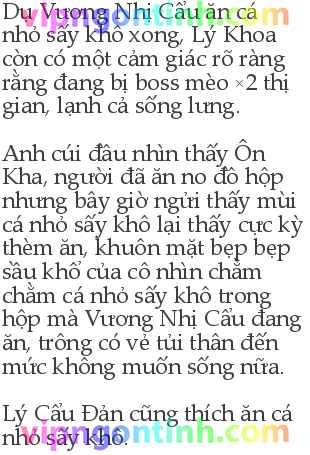 Dụ Vương Nhị Cẩu ăn cá
nhỏ sấy khô xong, Lý Khoa
còn có một cảm giác rõ ràng
rằng đang bị boss mèo ×2 thị
gian, lạnh cả sống lưng.
Anh cúi đầu nhìn thấy Ôn
Kha, người đã ăn no đồ hộp
nhưng bây giờ ngửi thấy mùi
cá nhỏ sấy khô lại thấy cực kỳ
thèm ăn, khuôn mặt bẹp bẹp
sầu khổ của cô nhìn chằm
chằm cá nhỏ sấy khô trong
hộp mà Vương Nhị Cẩu đang
ăn, trông có vẻ tủi thân đến
mức không muốn sống nữa.
Lý Cẩu Đản cũng thích ăn cá
nhỏ sấy khô.
vipngontinh.com
vipngontinh.com